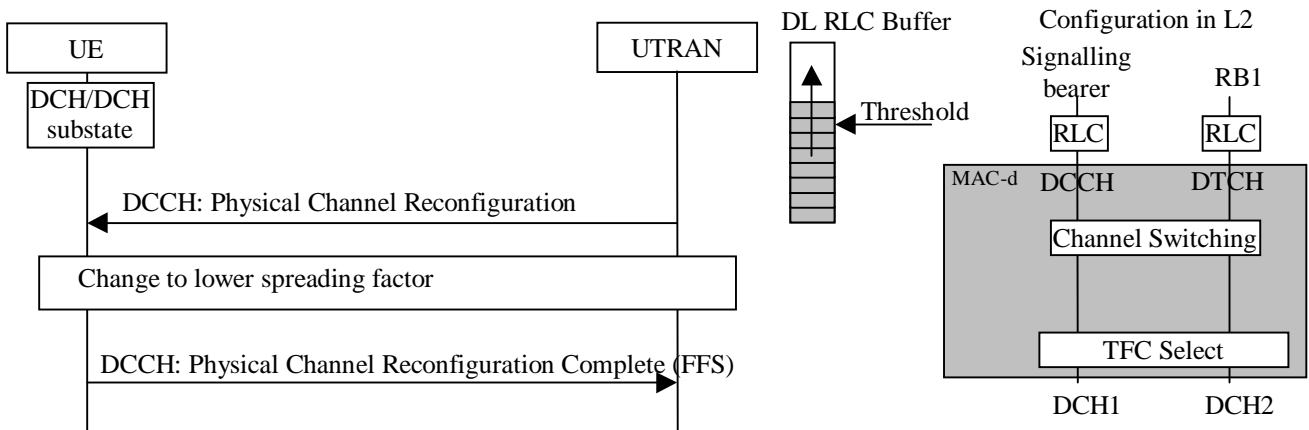 UE
UTRAN
DCH/DCH
substate
DCCH: Physical Channel Reconfiguration
Change to lower spreading factor
DCCH: Physical Channel Reconfiguration Complete (FFS)
DL RLC Buffer
Threshold
Configuration in L2
Signalling
bearer
RB1
RLC
RLC
MAC-d
DCCH
DTCH
Channel Switching
TFC Select
DCH1
DCH2